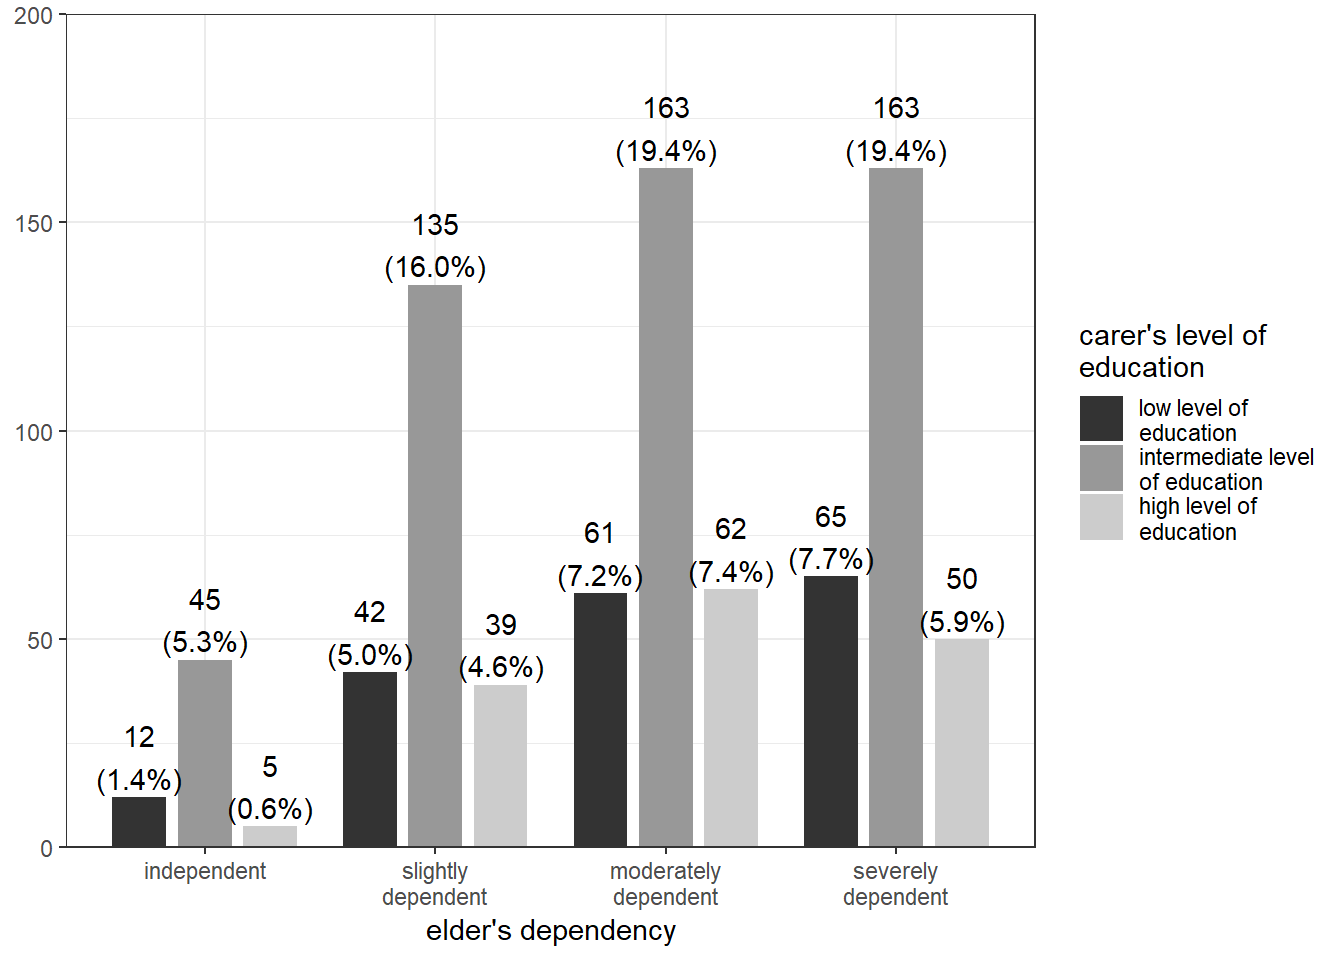 200
150
100
50
0
163
(19.4%)
163
(19.4%)
135
(16.0%)
61
(7.2%)
62
(7.4%)
65
(7.7%)
50
(5.9%)
45
(5.3%)
42
(5.0%)
39
(4.6%)
12
(1.4%)
5
(0.6%)
independent
slightly
dependent
moderately
dependent
severely
dependent
elder's dependency
carer's level of
education
low level of
education
intermediate level
of education
high level of
education